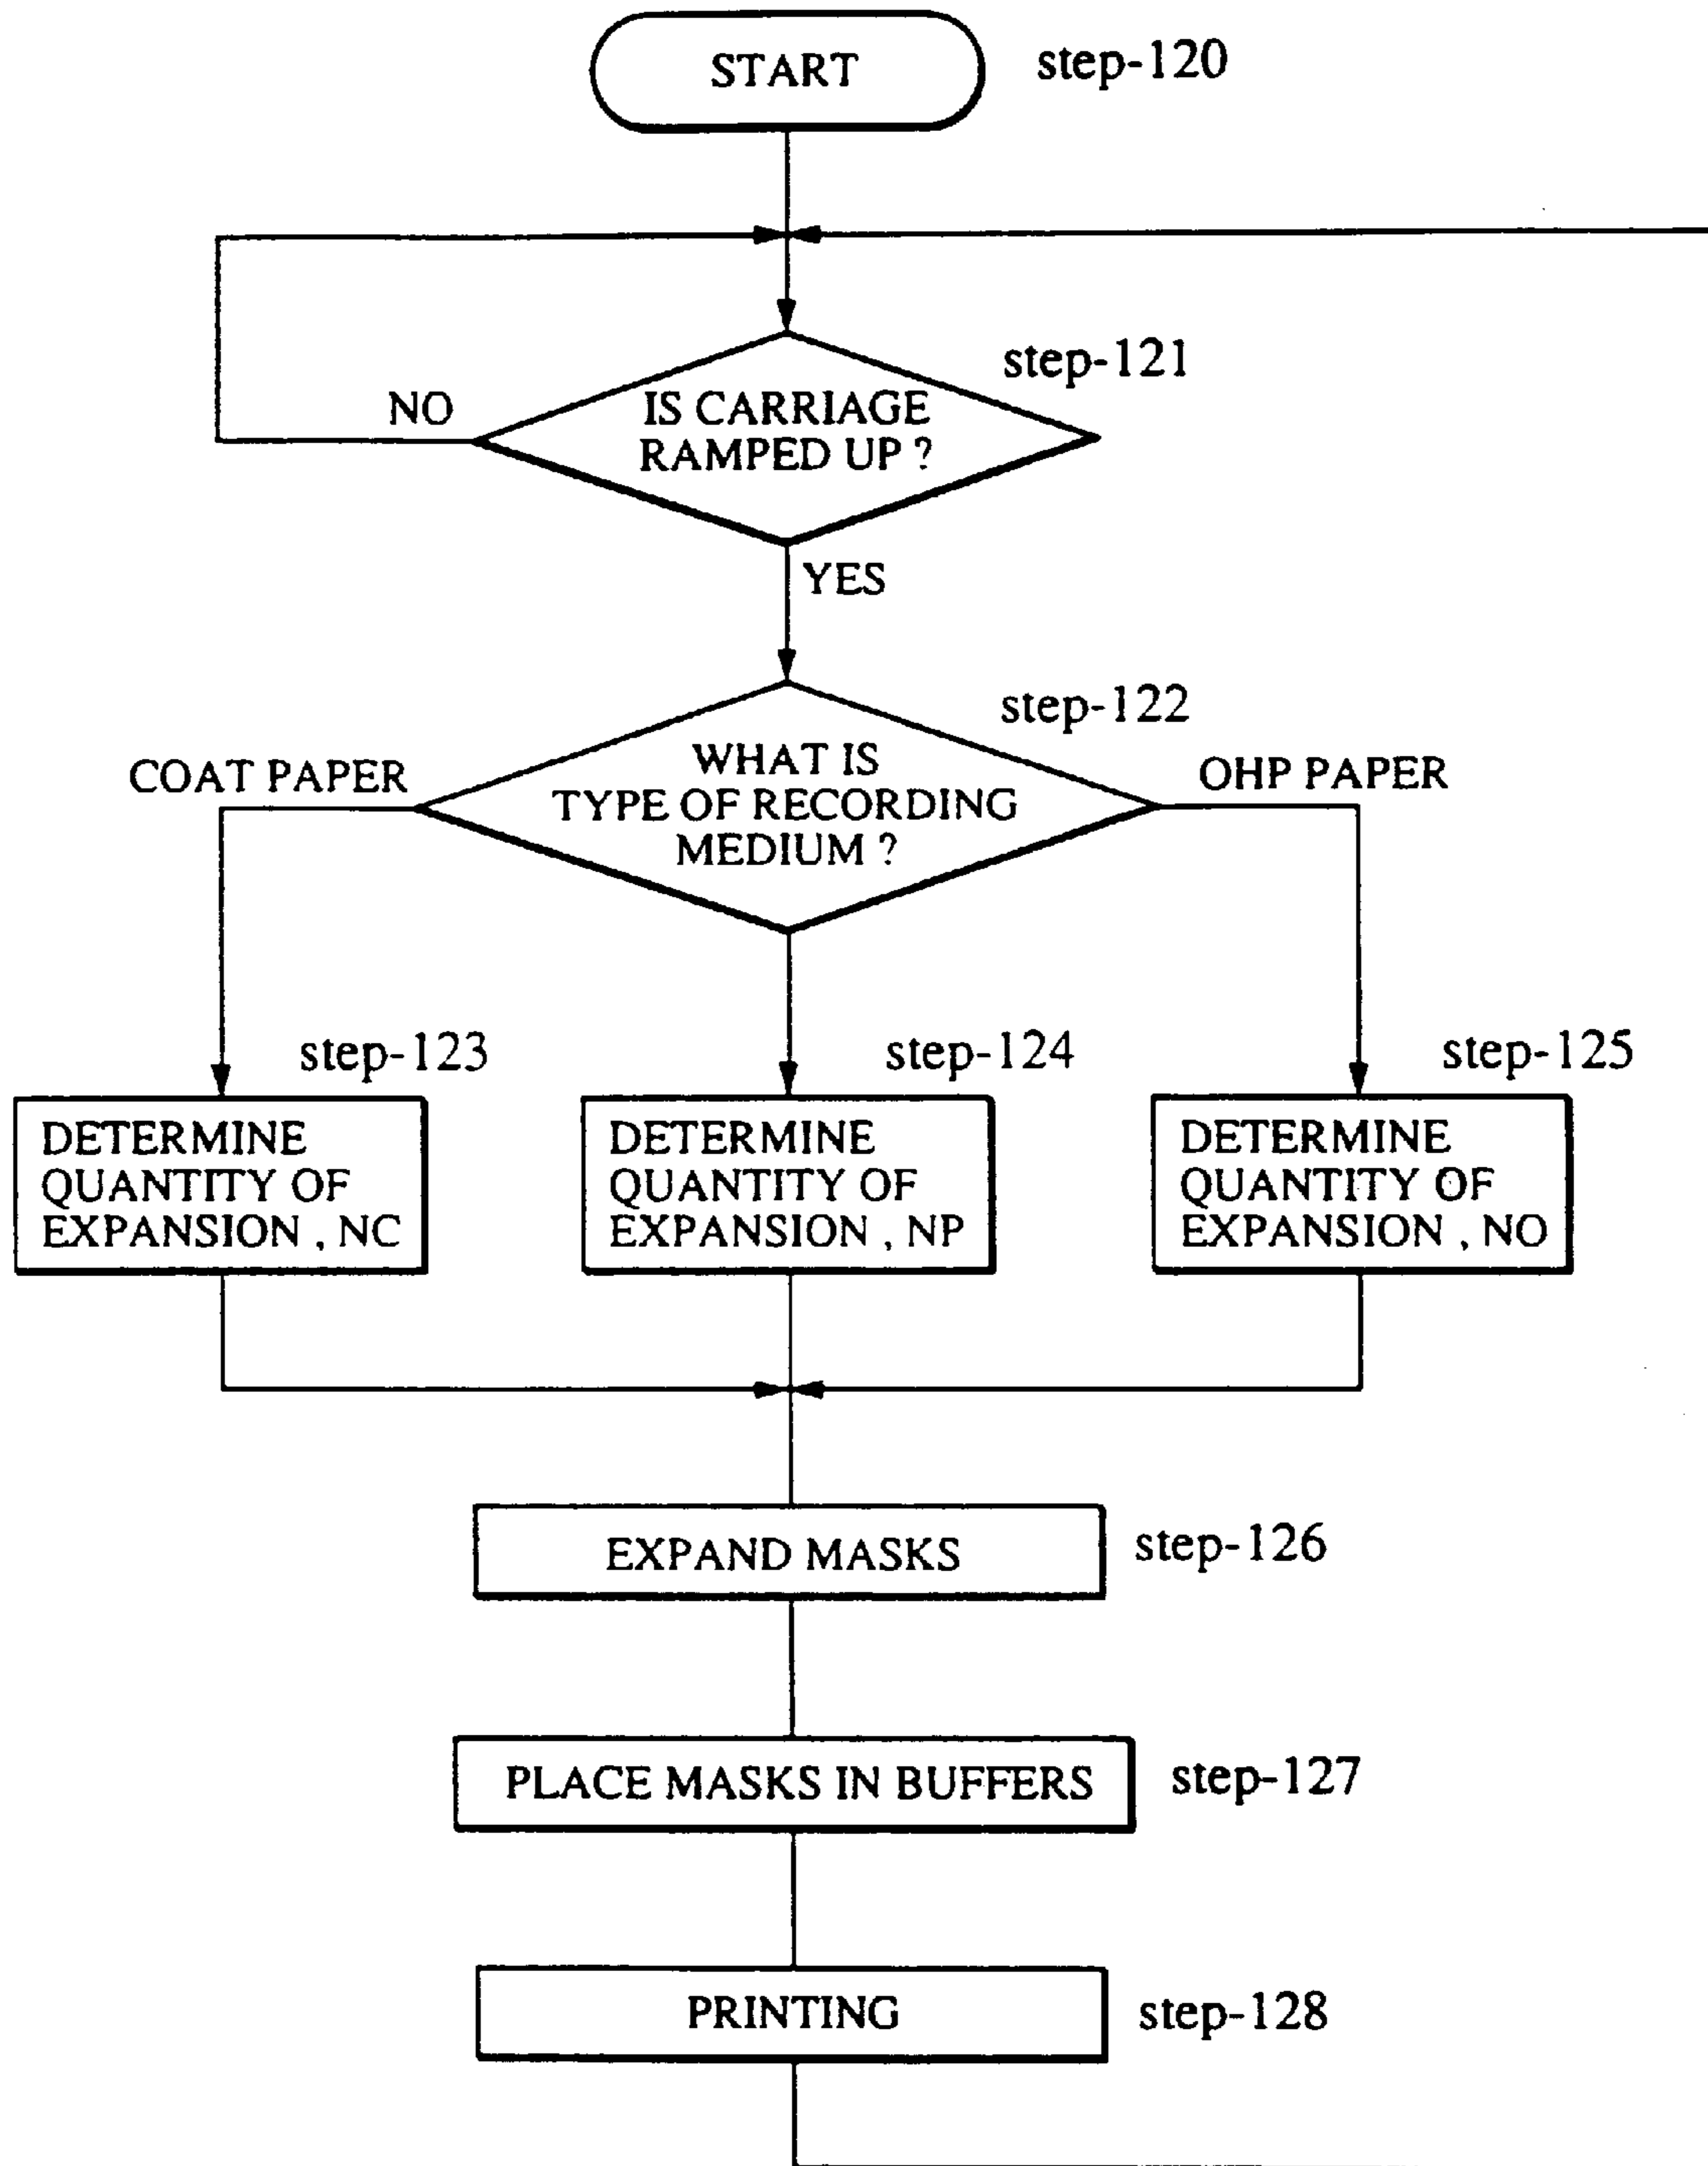 START
step-120
step-121
NO
IS CARRIAGE
RAMPED UP ?
YES
step-122
COAT PAPER
WHAT IS
TYPE OF RECORDING
MEDIUM ?
OHP PAPER
step-123
step-124
step-125
DETERMINE
QUANTITY OF
EXPANSION , NC
DETERMINE
QUANTITY OF
EXPANSION , NP
DETERMINE
QUANTITY OF
EXPANSION , NO
EXPAND MASKS
step-126
PLACE MASKS IN BUFFERS
step-127
PRINTING
step-128